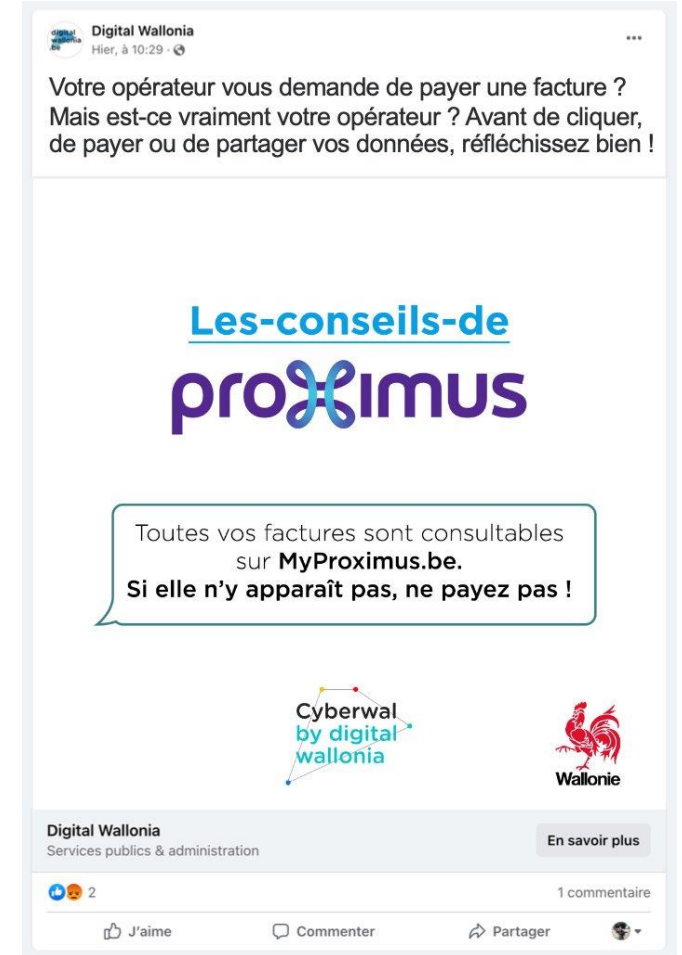 digital
wallonia
.be
Digital Wallonia
Hier, à 10:29 ·
Votre opérateur vous demande de payer une facture ?
Mais est-ce vraiment votre opérateur ? Avant de cliquer,
de payer ou de partager vos données, réfléchissez bien !
Les-conseils-de
proximus
Toutes vos factures sont consultables
sur MyProximus.be.
Si elle n'y apparaît pas, ne payez pas !
Cyberwal
by digital
wallonia
Wallonie
Digital Wallonia
Services publics & administration
En savoir plus
2
1 commentaire
J'aime
Commenter
Partager